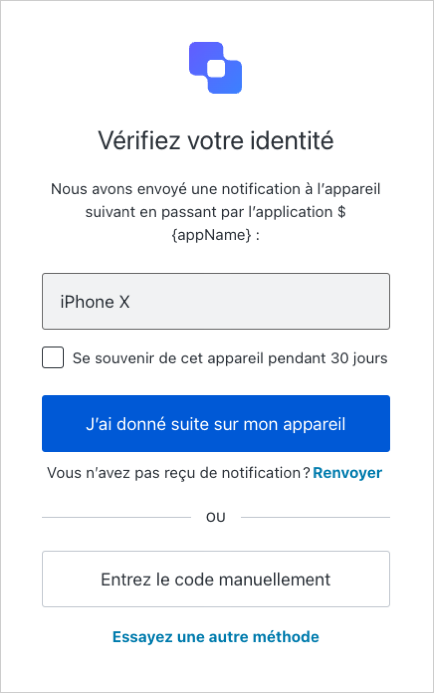 Vérifiez votre identité
Nous avons envoyé une notification à l’appareil
suivant en passant par l’application $
{appName} :
iPhone X
Se souvenir de cet appareil pendant 30 jours
J’ai donné suite sur mon appareil
Vous n’avez pas reçu de notification ? Renvoyer
OU
Entrez le code manuellement
Essayez une autre méthode